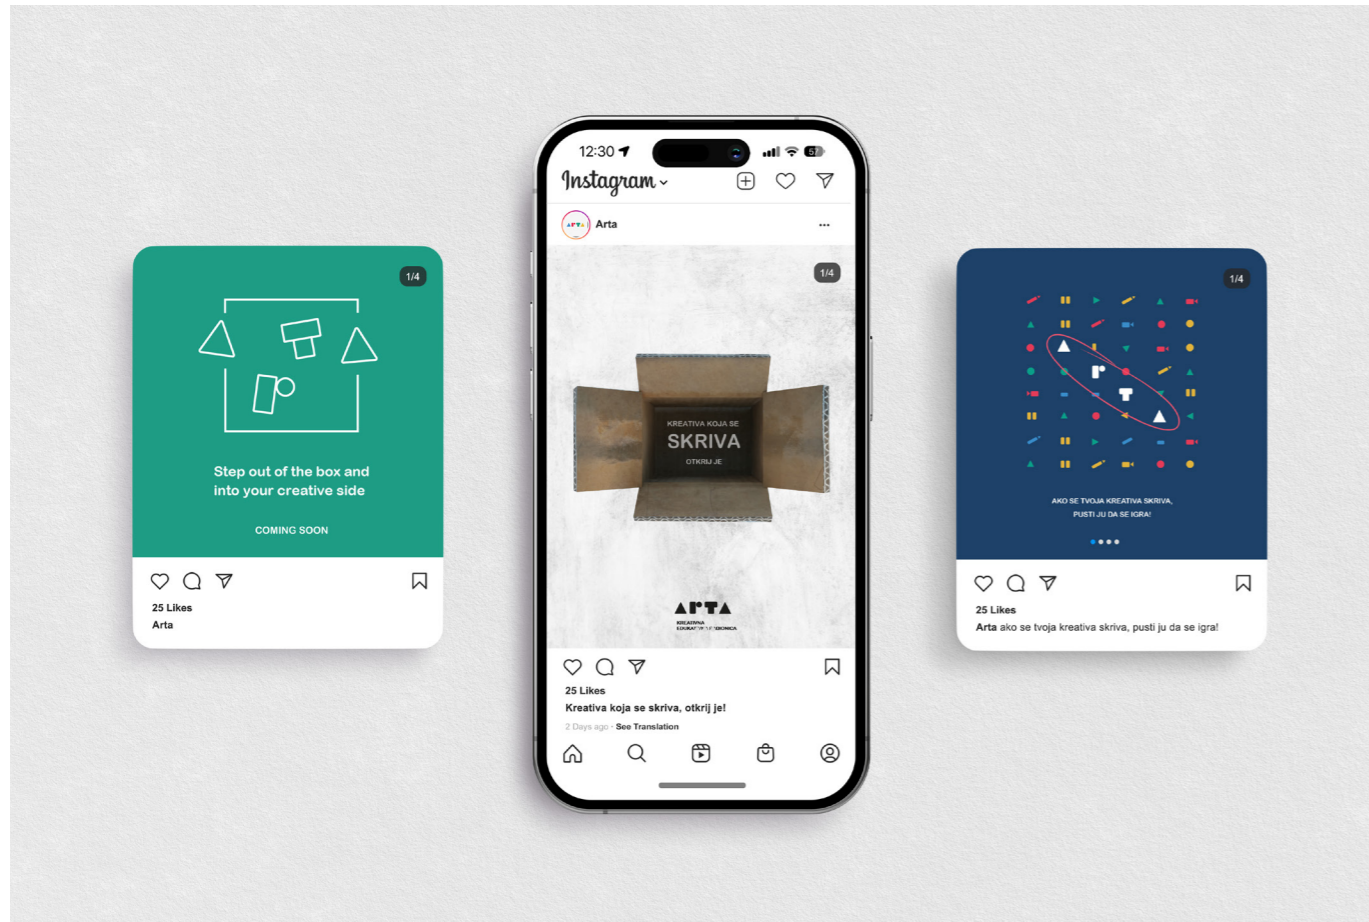 1/4
Step out of the box and
into your creative side
COMING SOON
25 Likes
Arta
12:30
57
Instagram
ARTA
Arta
1/4
KREATIVA KOJA SE
SKRIVA
OTKRIJ JE
ArTA
KREATIVNA
25 Likes
Kreativa koja se skriva, otkrij je!
2 Days ago · See Translation
1/4
A
r
T
A
AKO SE TVOJA KREATIVA SKRIVA,
PUSTI JU DA SE IGRA!
25 Likes
Arta ako se tvoja kreativa skriva, pusti ju da se igra!